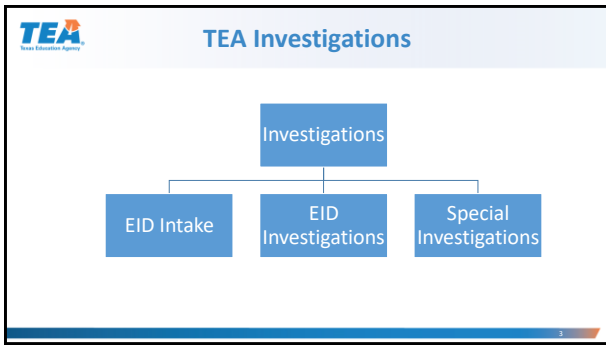 TEA
Texas Education Agency
TEA Investigations
Investigations
EID Intake
EID
Investigations
Special
Investigations
3